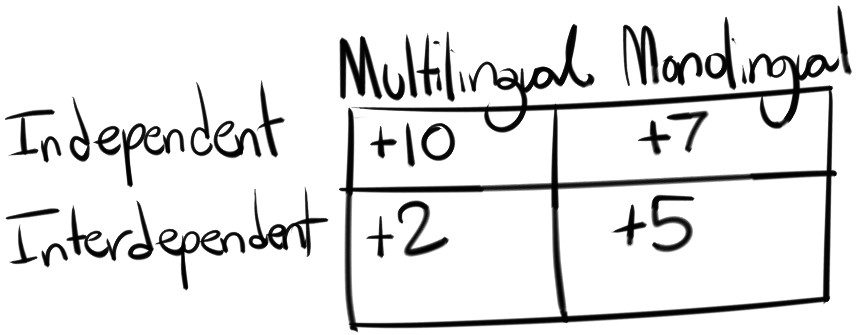 Multilingual Monolingual
Independent +10 +7
Interdependent +2 +5